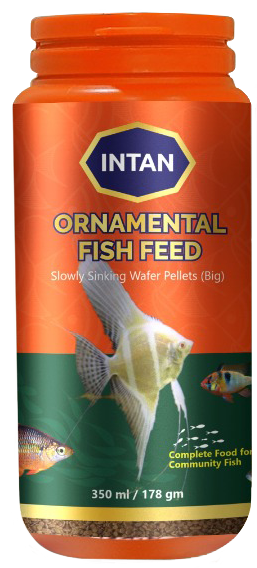 INTAN
ORNAMENTAL
FISH FEED
Slowly Sinking Wafer Pellets (Big)
Complete Food for
Community Fish
350 ml / 178 gm